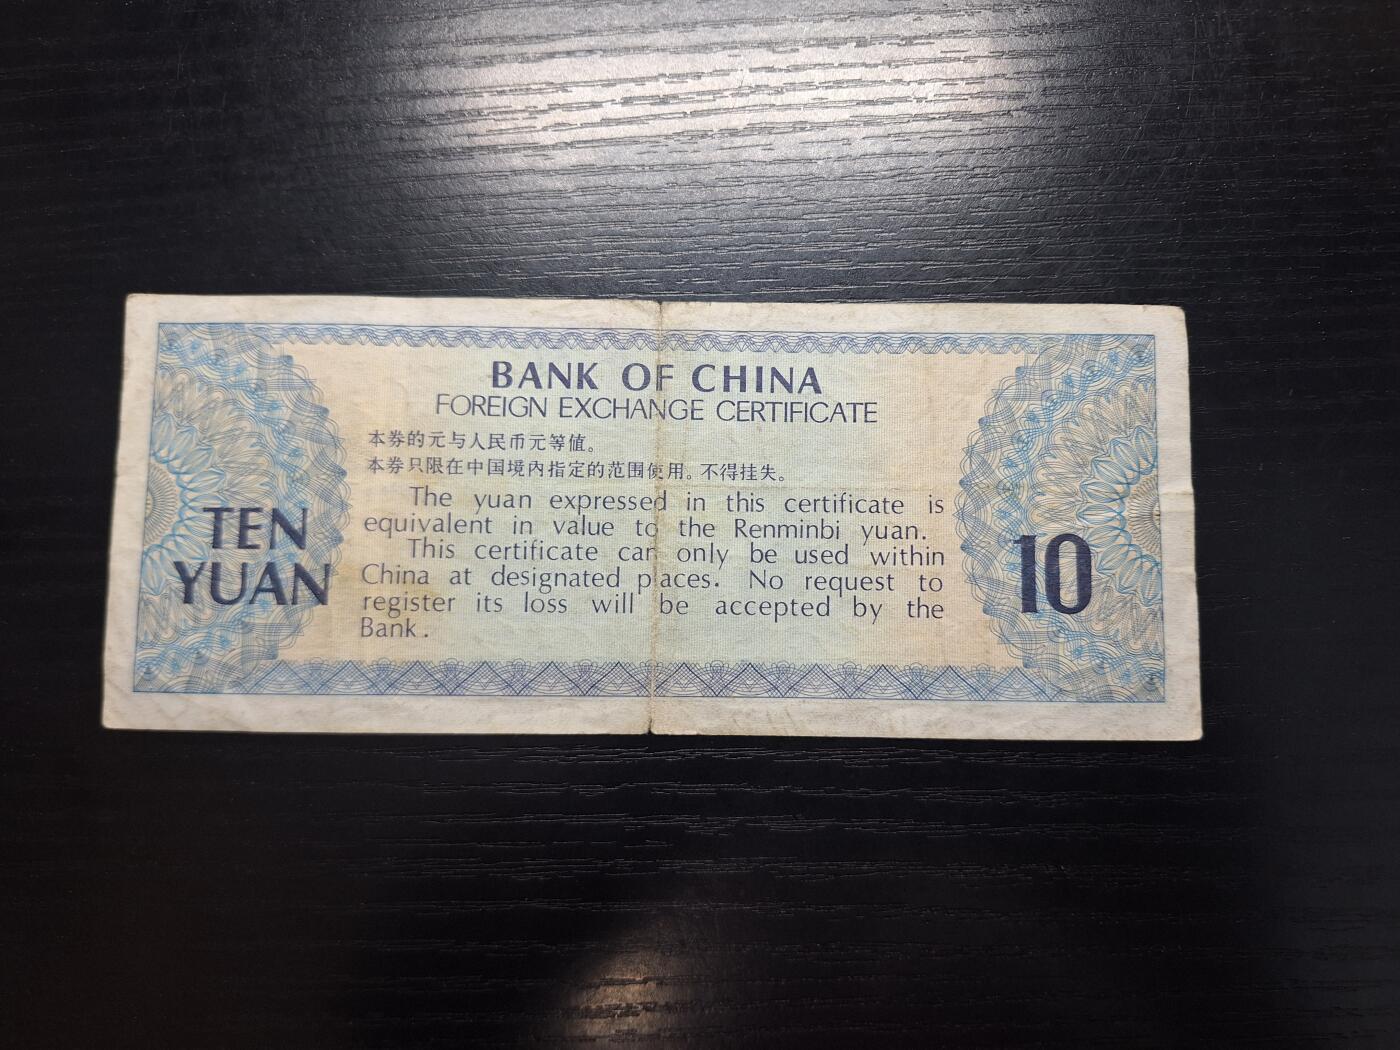 BANK OF CHINA
FOREIGN EXCHANGE CERTIFICATE
本券的元与人民币元等值。
本券只限在中国境内指定的范围使用。不得挂失。
The yuan expressed in this certificate is
equivalent in value to the Renminbi yuan.
This certificate can only be used within
China at designated places. No request to
register its loss will be accepted by the
Bank.
TEN
YUAN
10